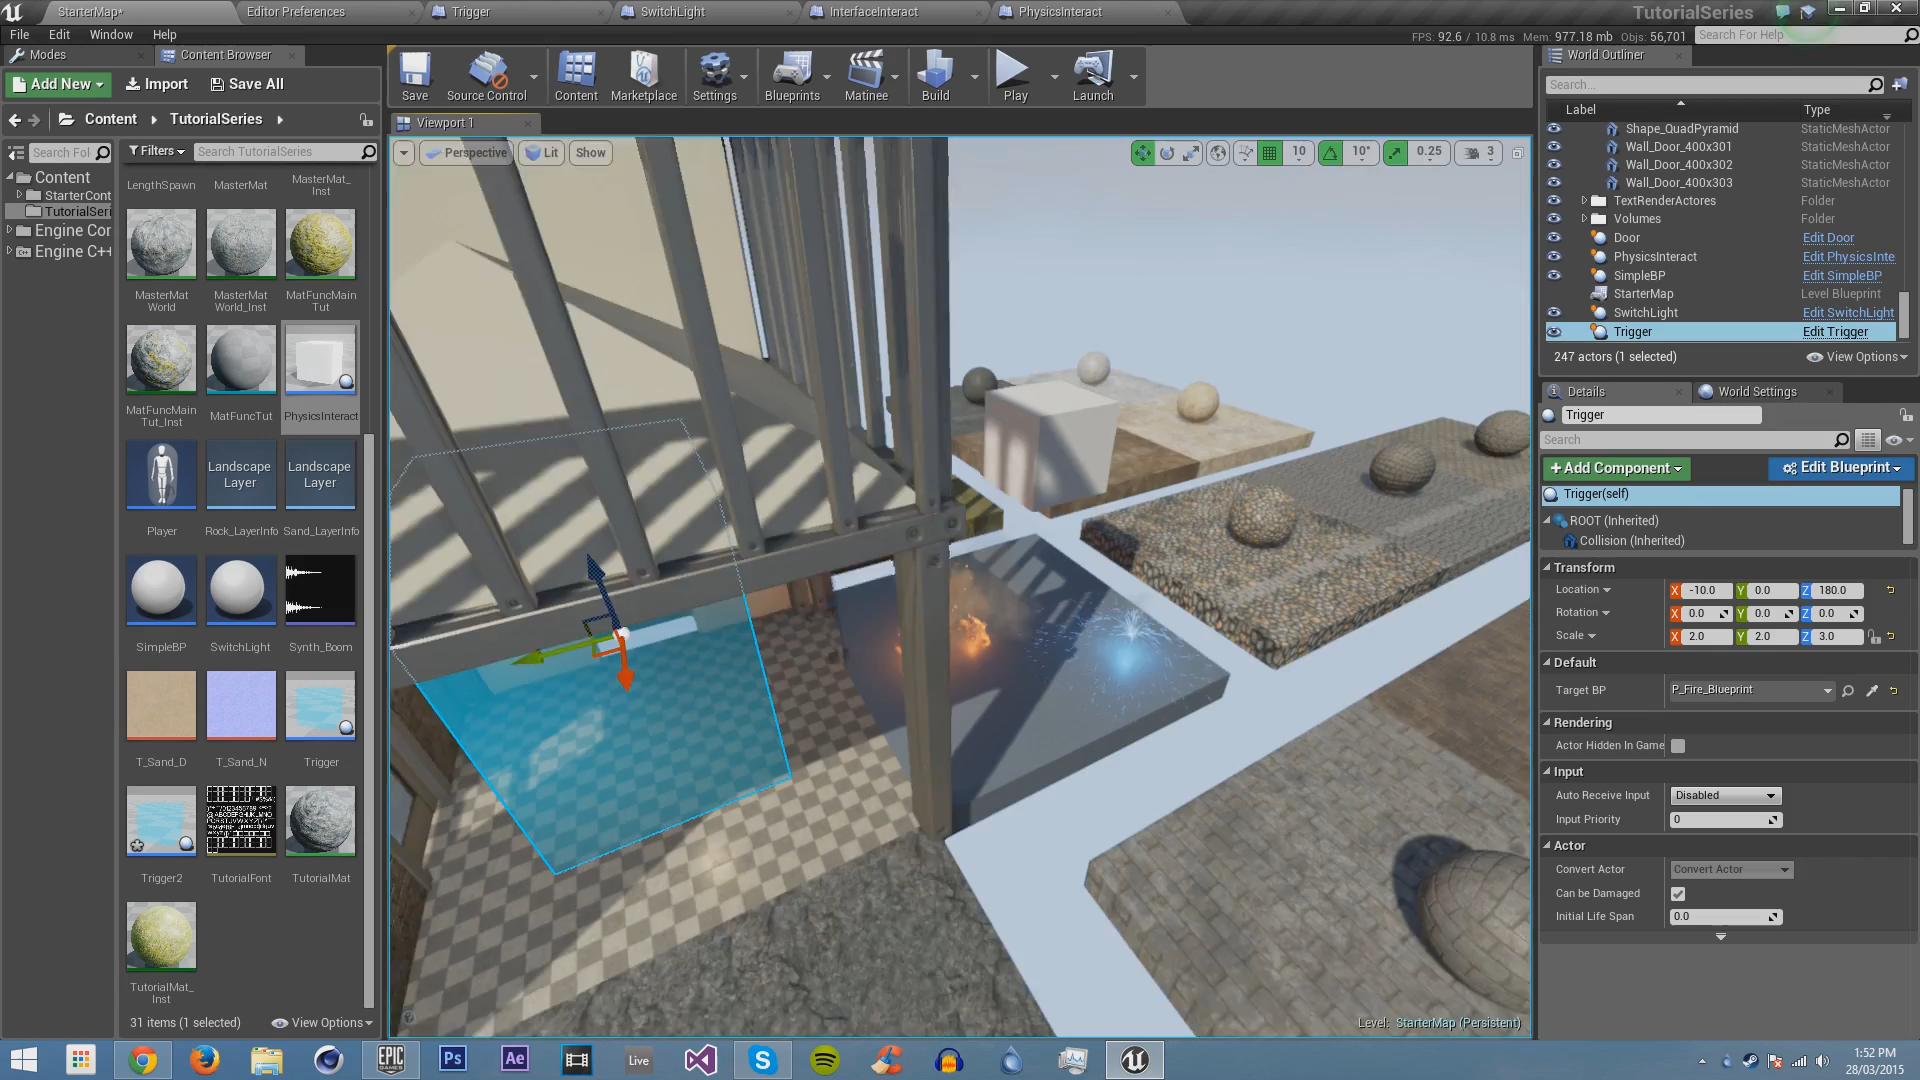 StarterMap*
Editor Preferences
Trigger
SwitchLight
InterfaceInteract
PhysicsInteract
TutorialSeries
File
Edit
Window
Help
FPS: 92.6 / 10.8 ms
Mem: 977.18 mb
Objs: 56,701
Search For Help
Modes
Content Browser
Add New
Import
Save All
Content
TutorialSeries
Search Fol
Filters
Search TutorialSeries
Content
StarterCont
TutorialSeri
Engine Cor
Engine C++
LengthSpawn
MasterMat
MasterMat_
Inst
MasterMat
World
MasterMat
World_Inst
MatFuncMain
Tut
MatFuncMain
Tut_Inst
MatFuncTut
PhysicsInteract
Landscape
Layer
Landscape
Layer
Player
Rock_LayerInfo
Sand_LayerInfo
SimpleBP
SwitchLight
Synth_Boom
T_Sand_D
T_Sand_N
Trigger
Trigger2
TutorialFont
TutorialMat
TutorialMat_
Inst
31 items (1 selected)
View Options
Save
Source Control
Content
Marketplace
Settings
Blueprints
Matinee
Build
Play
Launch
Viewport 1
Perspective
Lit
Show
10
10°
0.25
3
Level: StarterMap (Persistent)
World Outliner
Search...
Label
Type
Shape_QuadPyramid
StaticMeshActor
Wall_Door_400x301
StaticMeshActor
Wall_Door_400x302
StaticMeshActor
Wall_Door_400x303
StaticMeshActor
TextRenderActores
Folder
Volumes
Folder
Door
Edit Door
PhysicsInteract
Edit PhysicsInte
SimpleBP
Edit SimpleBP
StarterMap
Level Blueprint
SwitchLight
Edit SwitchLight
Trigger
Edit Trigger
247 actors (1 selected)
View Options
Details
World Settings
Trigger
Search
+Add Component
Edit Blueprint
Trigger(self)
ROOT (Inherited)
Collision (Inherited)
Transform
Location
X -10.0
Y 0.0
Z 180.0
Rotation
X 0.0
Y 0.0
Z 0.0
Scale
X 2.0
Y 2.0
Z 3.0
Default
Target BP
P_Fire_Blueprint
Rendering
Actor Hidden In Game
Input
Auto Receive Input
Disabled
Input Priority
0
Actor
Convert Actor
Convert Actor
Can be Damaged
Initial Life Span
0.0
EPIC
GAMES
Ps
Ae
Live
1:52 PM
28/03/2015